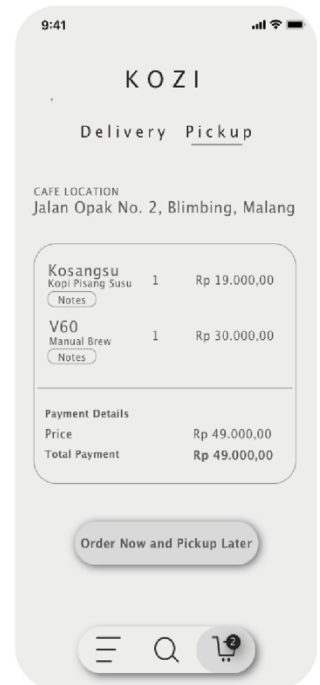 9:41
KOZI
Delivery Pickup
CAFE LOCATION
Jalan Opak No. 2, Blimbing, Malang
Kosangsu 1 Rp 19.000,00
Kopi Pisang Susu
Notes
V60 1 Rp 30.000,00
Manual Brew
Notes
Payment Details
Price Rp 49.000,00
Total Payment Rp 49.000,00
Order Now and Pickup Later
2